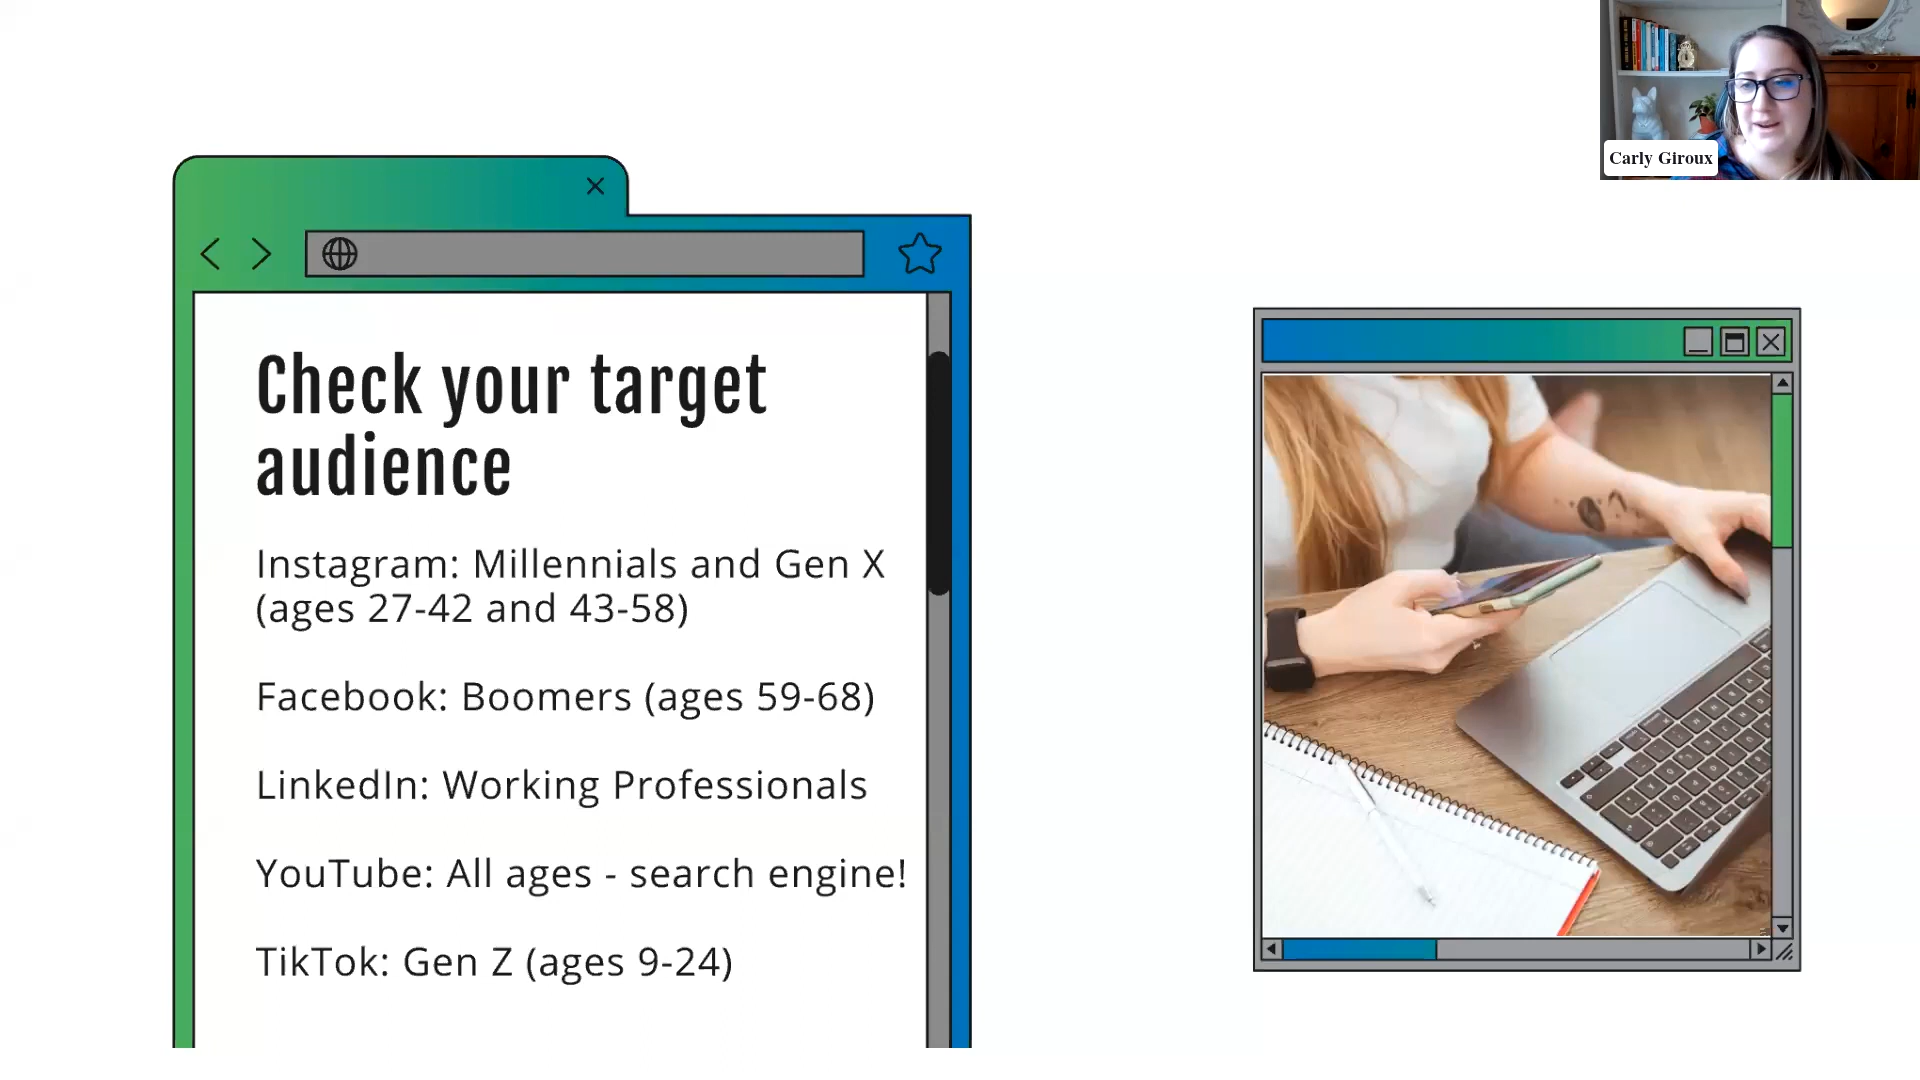 Carly Giroux
Check your target
audience
Instagram: Millennials and Gen X
(ages 27-42 and 43-58)
Facebook: Boomers (ages 59-68)
LinkedIn: Working Professionals
YouTube: All ages - search engine!
TikTok: Gen Z (ages 9-24)